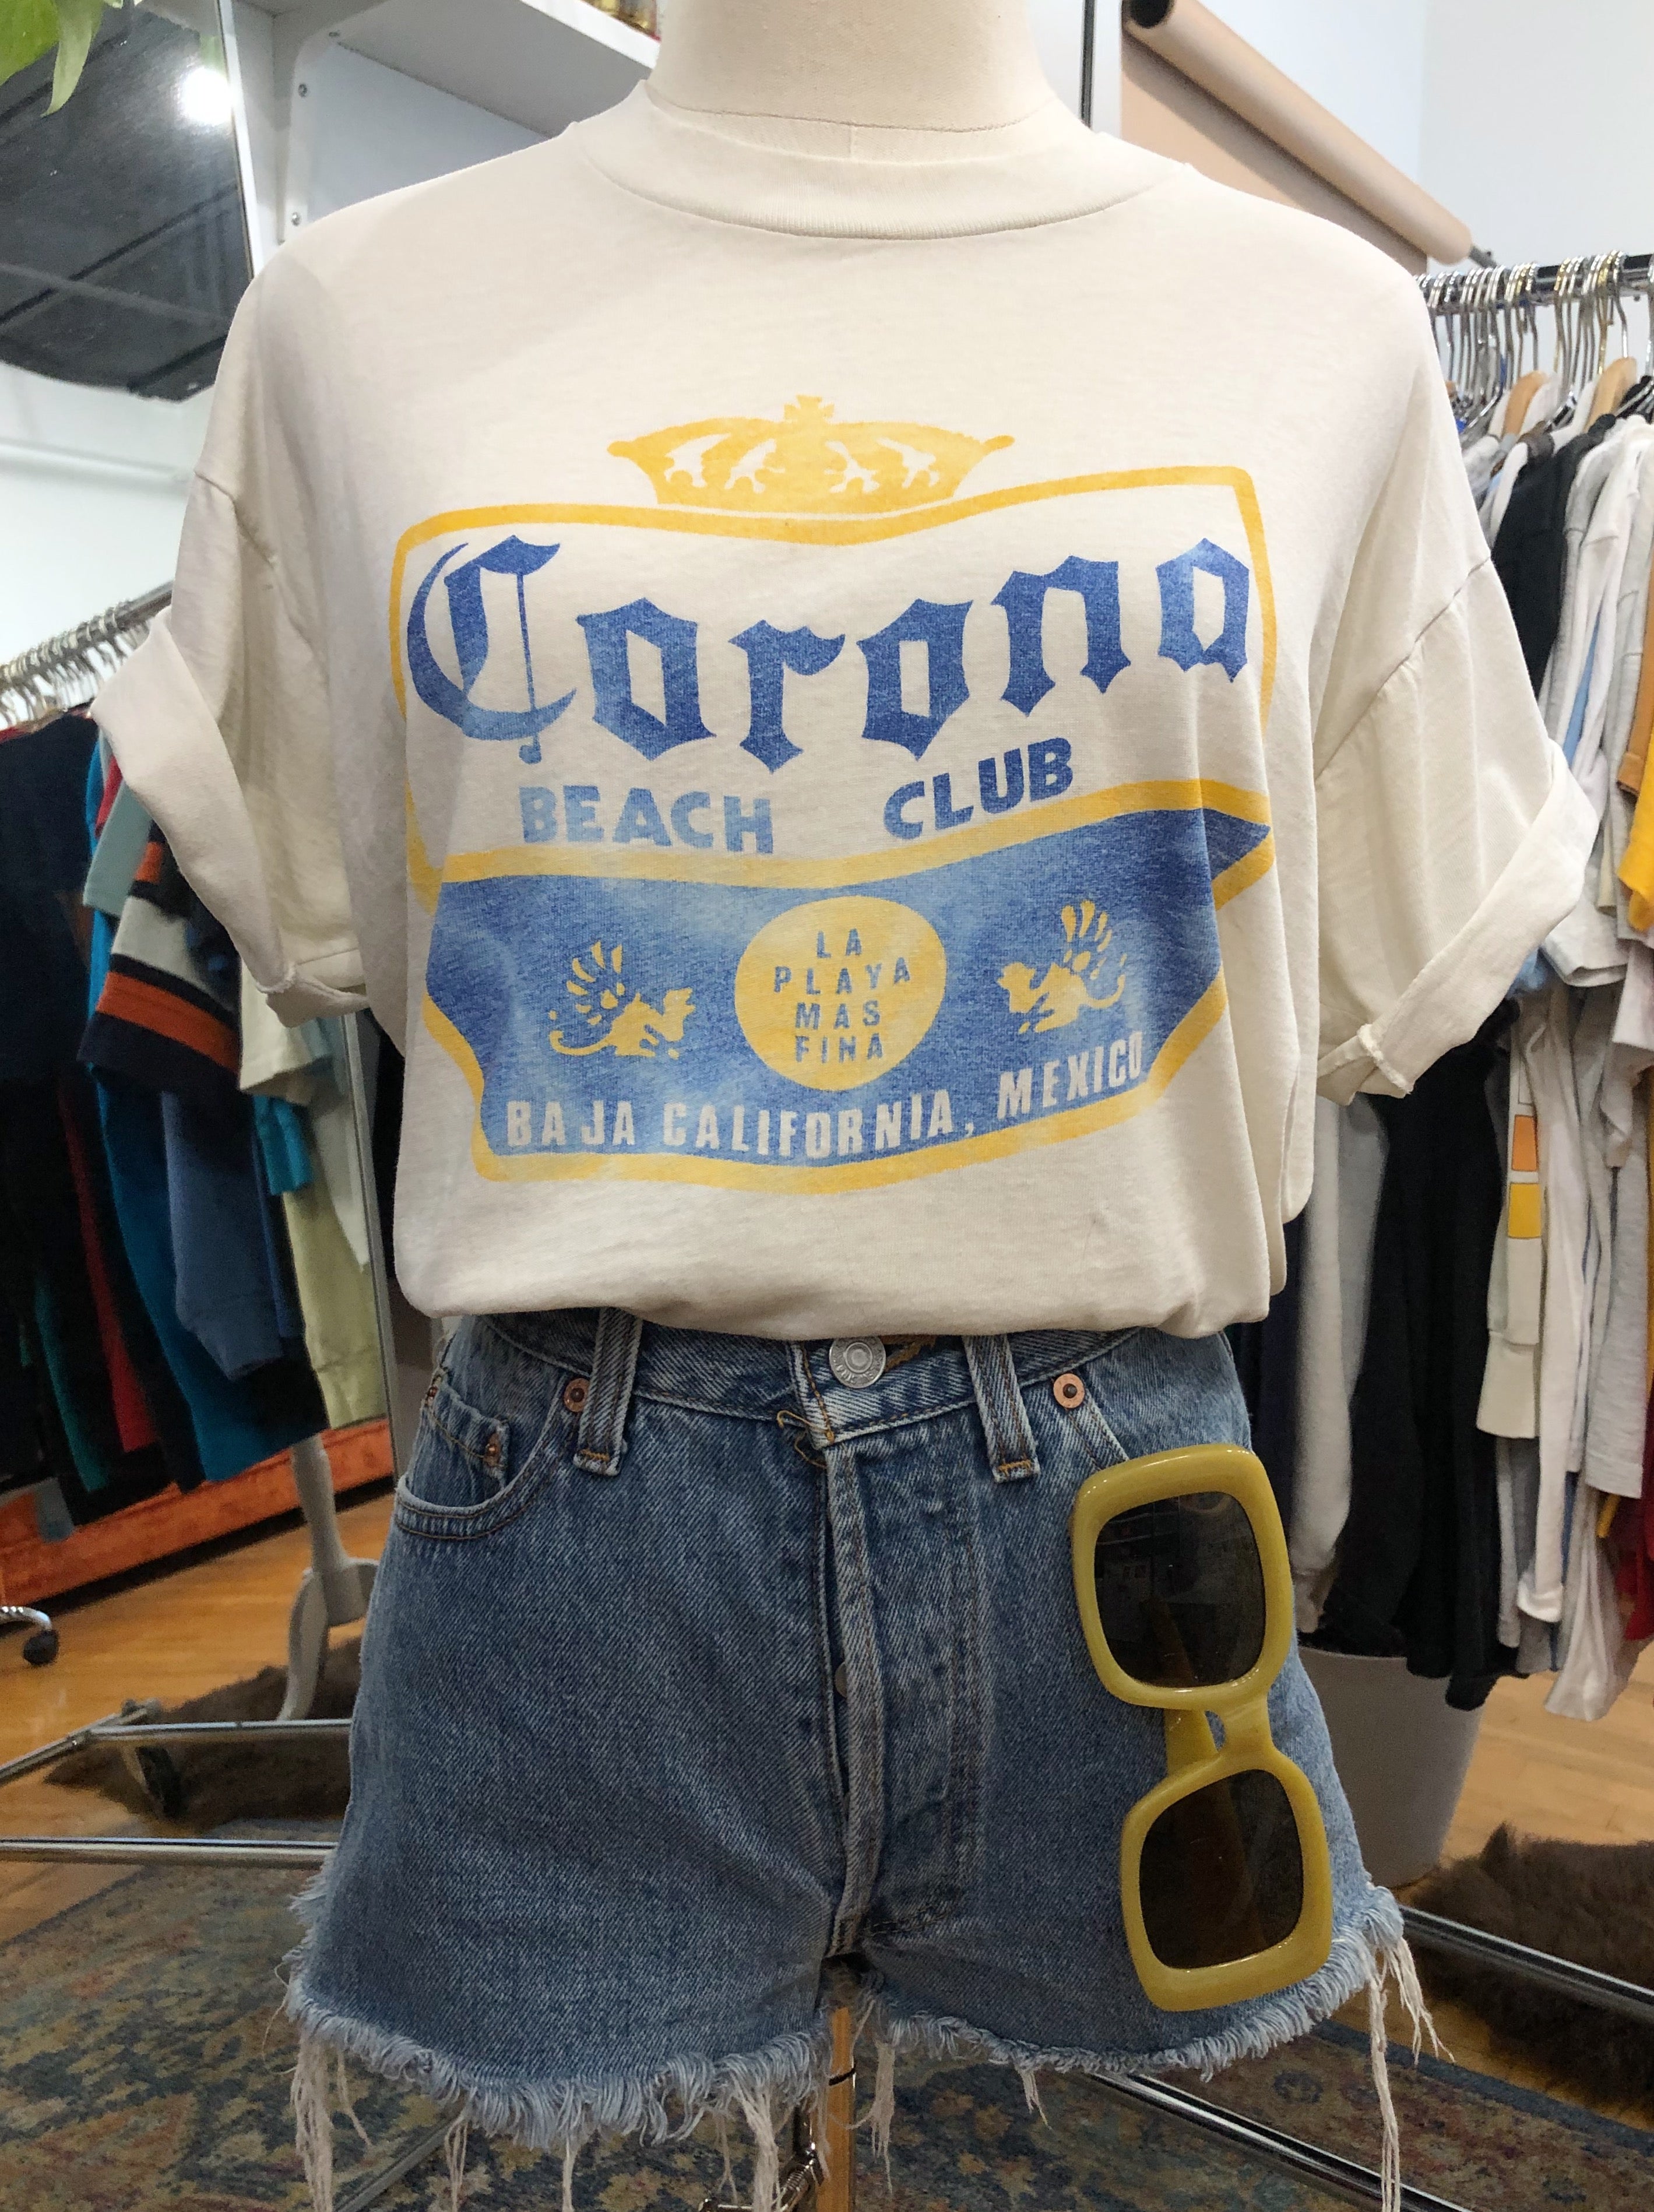 Corona
BEACH CLUB
LA
PLAYA
MAS
FINA
BAJA CALIFORNIA, MEXICO